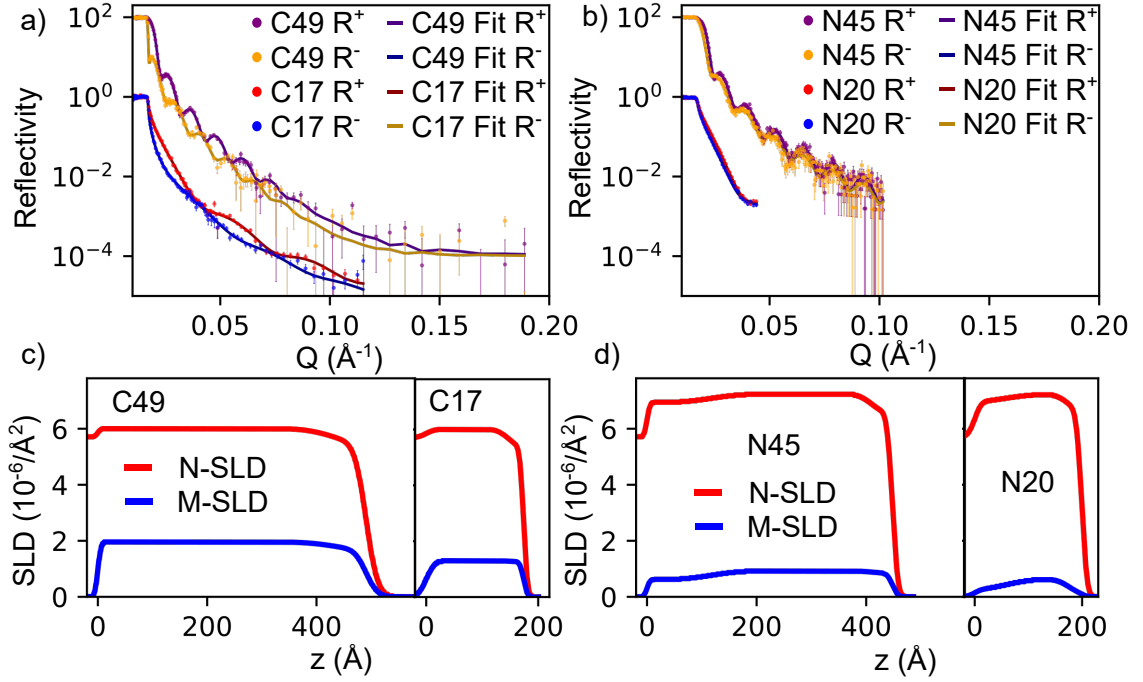 a)
C49 R⁺ C49 Fit R⁺
C49 R⁻ C49 Fit R⁻
C17 R⁺ C17 Fit R⁺
C17 R⁻ C17 Fit R⁻
10²
10⁰
10⁻²
10⁻⁴
Reflectivity
0.05 0.10 0.15 0.20
Q (Å⁻¹)
b)
N45 R⁺ N45 Fit R⁺
N45 R⁻ N45 Fit R⁻
N20 R⁺ N20 Fit R⁺
N20 R⁻ N20 Fit R⁻
10²
10⁰
10⁻²
10⁻⁴
Reflectivity
0.05 0.10 0.15 0.20
Q (Å⁻¹)
c)
C49 C17
N-SLD
M-SLD
6
4
2
0
SLD (10⁻⁶/Å²)
0 200 400 0 200
z (Å)
d)
N45 N20
N-SLD
M-SLD
6
4
2
0
SLD (10⁻⁶/Å²)
0 200 400 0 200
z (Å)